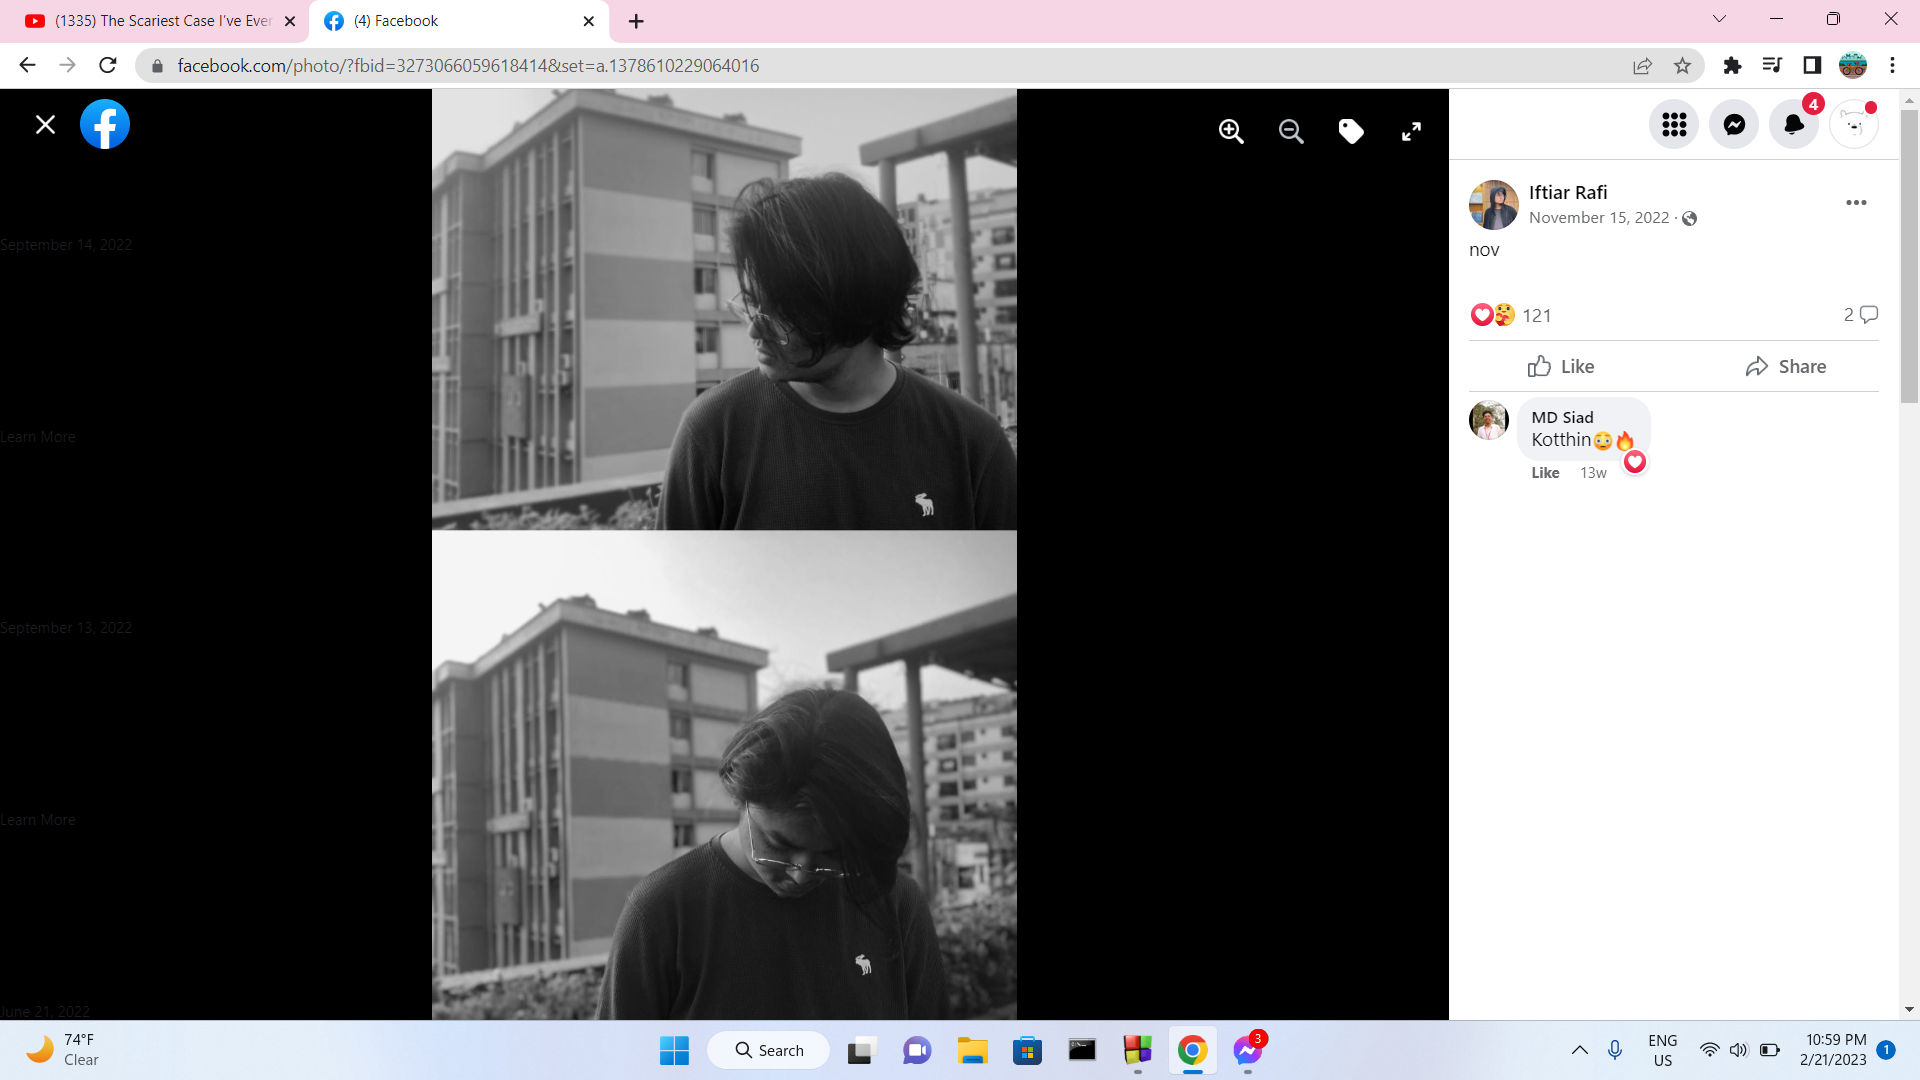 (1335) The Scariest Case I've Ever
(4) Facebook
facebook.com/photo/?fbid=3273066059618414&set=a.1378610229064016
4
September 14, 2022
Learn More
September 13, 2022
Learn More
June 21, 2022
Iftiar Rafi
November 15, 2022 ·
nov
121
2
Like
Share
MD Siad
Kotthin😳🔥
Like 13w
74°F
Clear
Search
3
ENG
US
10:59 PM
2/21/2023
1